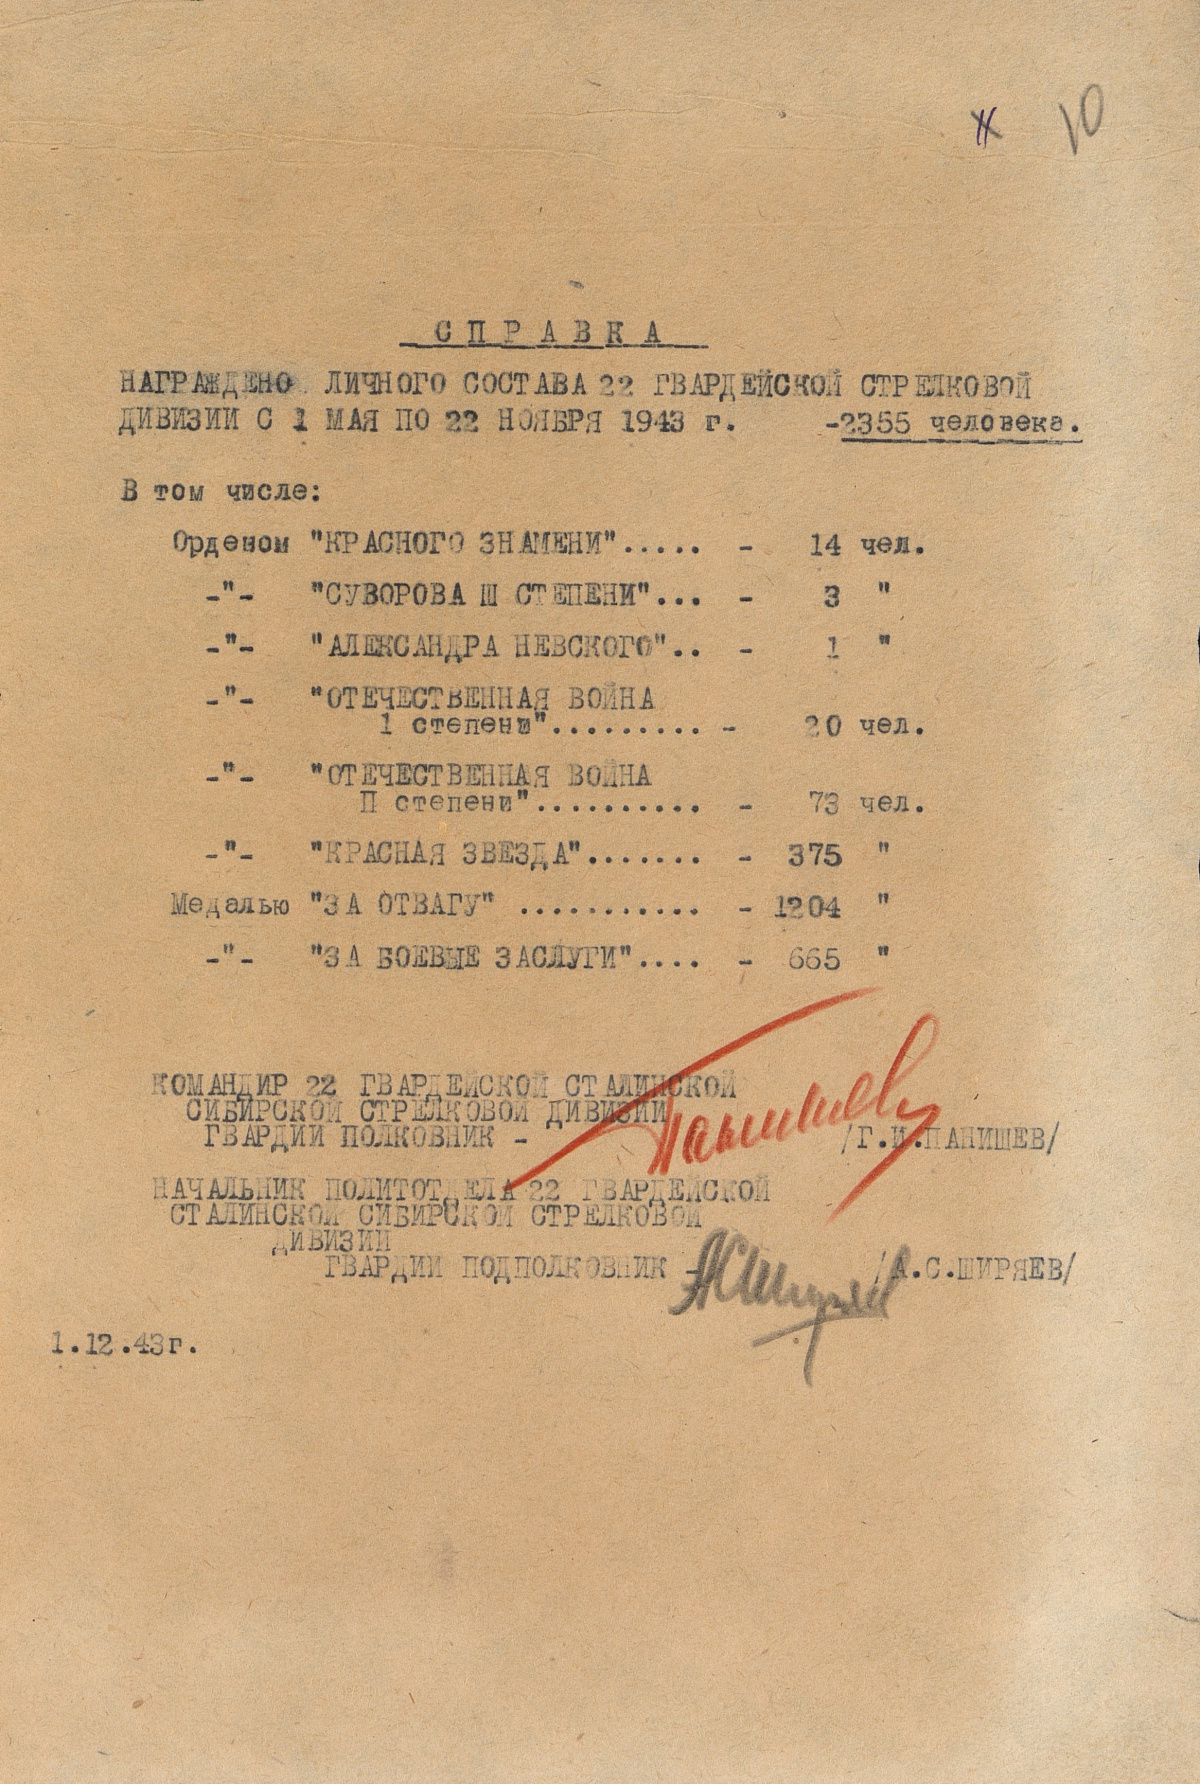 10
СПРАВКА
НАГРАЖДЕНО ЛИЧНОГО СОСТАВА 22 ГВАРДЕЙСКОЙ СТРЕЛКОВОЙ
ДИВИЗИИ С 1 МАЯ ПО 22 НОЯБРЯ 1943 г. -2355 человека.
В том числе:
Орденом "КРАСНОГО ЗНАМЕНИ"..... - 14 чел.
-"- "СУВОРОВА Ш СТЕПЕНИ"... - 3 "
-"- "АЛЕКСАНДРА НЕВСКОГО".. - 1 "
-"- "ОТЕЧЕСТВЕННАЯ ВОЙНА
1 степени"......... - 20 чел.
-"- "ОТЕЧЕСТВЕННАЯ ВОЙНА
П степени".......... - 73 чел.
-"- "КРАСНАЯ ЗВЕЗДА"....... - 375 "
Медалью "ЗА ОТВАГУ" ........... - 1204 "
-"- "ЗА БОЕВЫЕ ЗАСЛУГИ".... - 665 "
КОМАНДИР 22 ГВАРДЕЙСКОЙ СТАЛИНСКОЙ
СИБИРСКОЙ СТРЕЛКОВОЙ ДИВИЗИИ
ГВАРДИИ ПОЛКОВНИК - /Г.И.ПАНИШЕВ/
НАЧАЛЬНИК ПОЛИТОТДЕЛА 22 ГВАРДЕЙСКОЙ
СТАЛИНСКОЙ СИБИРСКОЙ СТРЕЛКОВОЙ
ДИВИЗИИ
ГВАРДИИ ПОДПОЛКОВНИК - /А.С.ШИРЯЕВ/
1.12.43г.